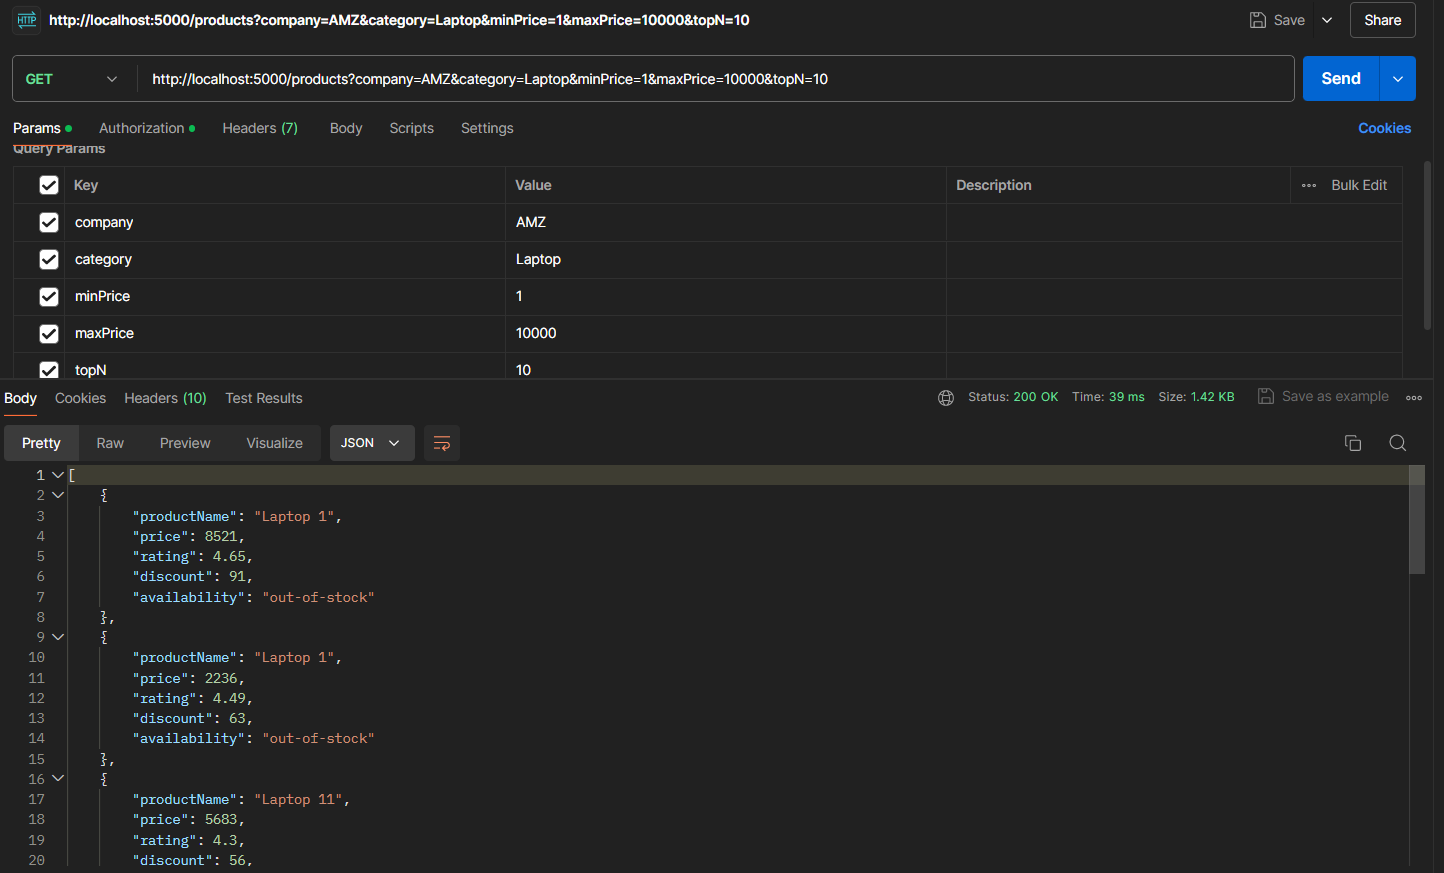 HTTP http://localhost:5000/products?company=AMZ&category=Laptop&minPrice=1&maxPrice=10000&topN=10 Save Share
GET http://localhost:5000/products?company=AMZ&category=Laptop&minPrice=1&maxPrice=10000&topN=10 Send
Params Authorization Headers (7) Body Scripts Settings Cookies
Query Params
Key Value Description Bulk Edit
company AMZ
category Laptop
minPrice 1
maxPrice 10000
topN 10
Body Cookies Headers (10) Test Results Status: 200 OK Time: 39 ms Size: 1.42 KB Save as example
Pretty Raw Preview Visualize JSON
1 [
2 {
3 "productName": "Laptop 1",
4 "price": 8521,
5 "rating": 4.65,
6 "discount": 91,
7 "availability": "out-of-stock"
8 },
9 {
10 "productName": "Laptop 1",
11 "price": 2236,
12 "rating": 4.49,
13 "discount": 63,
14 "availability": "out-of-stock"
15 },
16 {
17 "productName": "Laptop 11",
18 "price": 5683,
19 "rating": 4.3,
20 "discount": 56,